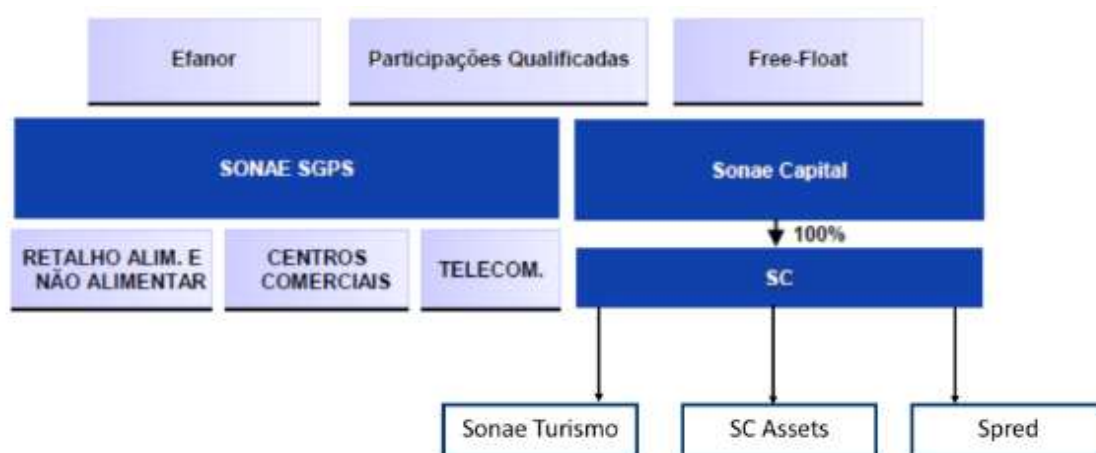 Efanor
Participações Qualificadas
Free-Float
SONAE SGPS
Sonae Capital
100%
RETALHO ALIM. E
NÃO ALIMENTAR
CENTROS
COMERCIAIS
TELECOM.
SC
Sonae Turismo
SC Assets
Spred